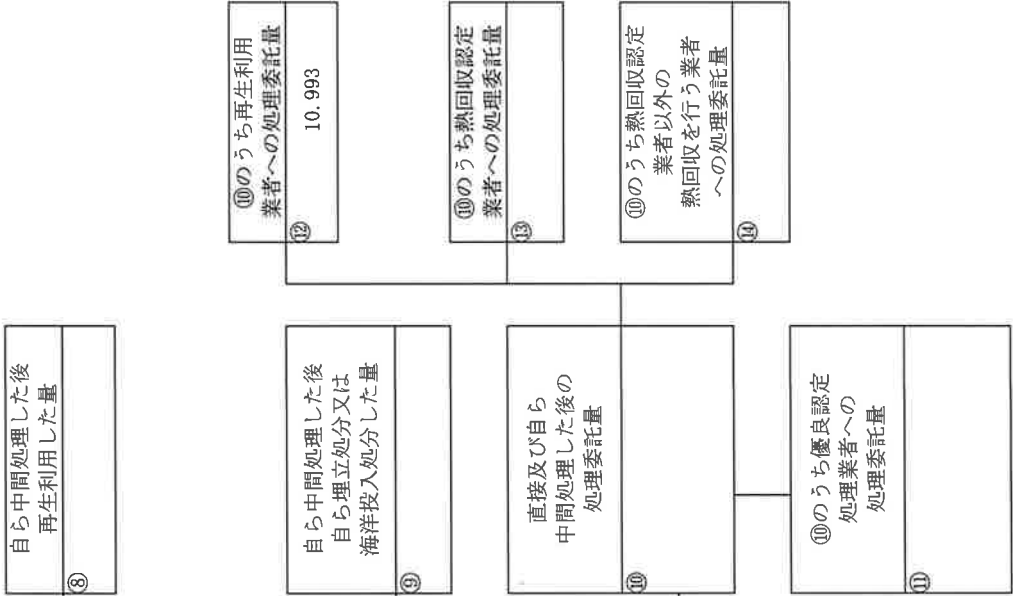 自ら中間処理した後
再生利用した量
⑧
自ら中間処理した後
自ら埋立処分又は
海洋投入処分した量
⑨
直接及び自ら
中間処理した後の
処理委託量
⑩
⑩のうち優良認定
処理業者への
処理委託量
⑪
⑩のうち再生利用
業者への処理委託量
⑫
10.993
⑩のうち熱回収認定
業者への処理委託量
⑬
⑩のうち熱回収認定
業者以外の
熱回収を行う業者
への処理委託量
⑭